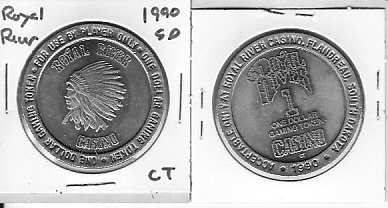 Royal
River
1990
SD
ONE DOLLAR GAMING TOKEN • FOR USE BY PLAYER ONLY • ONE DOLLAR GAMING TOKEN •
ROYAL RIVER
CASINO
CT
ACCEPTABLE ONLY AT ROYAL RIVER CASINO, FLANDREAU, SOUTH DAKOTA
ROYAL
RIVER
1
ONE DOLLAR
GAMING TOKEN
CASINO
• 1990 •